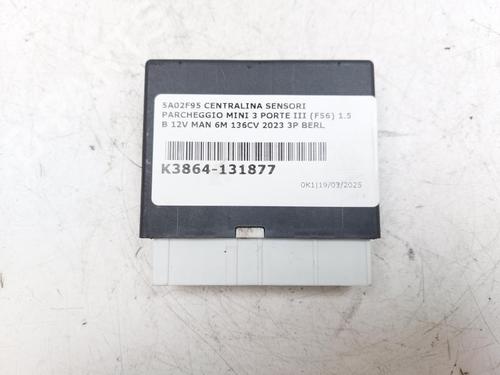 5A02F95 CENTRALINA SENSORI
PARCHEGGIO MINI 3 PORTE III (F56) 1.5
B 12V MAN 6M 136CV 2023 3P BERL
K3864-131877
0K1|19/03/2025